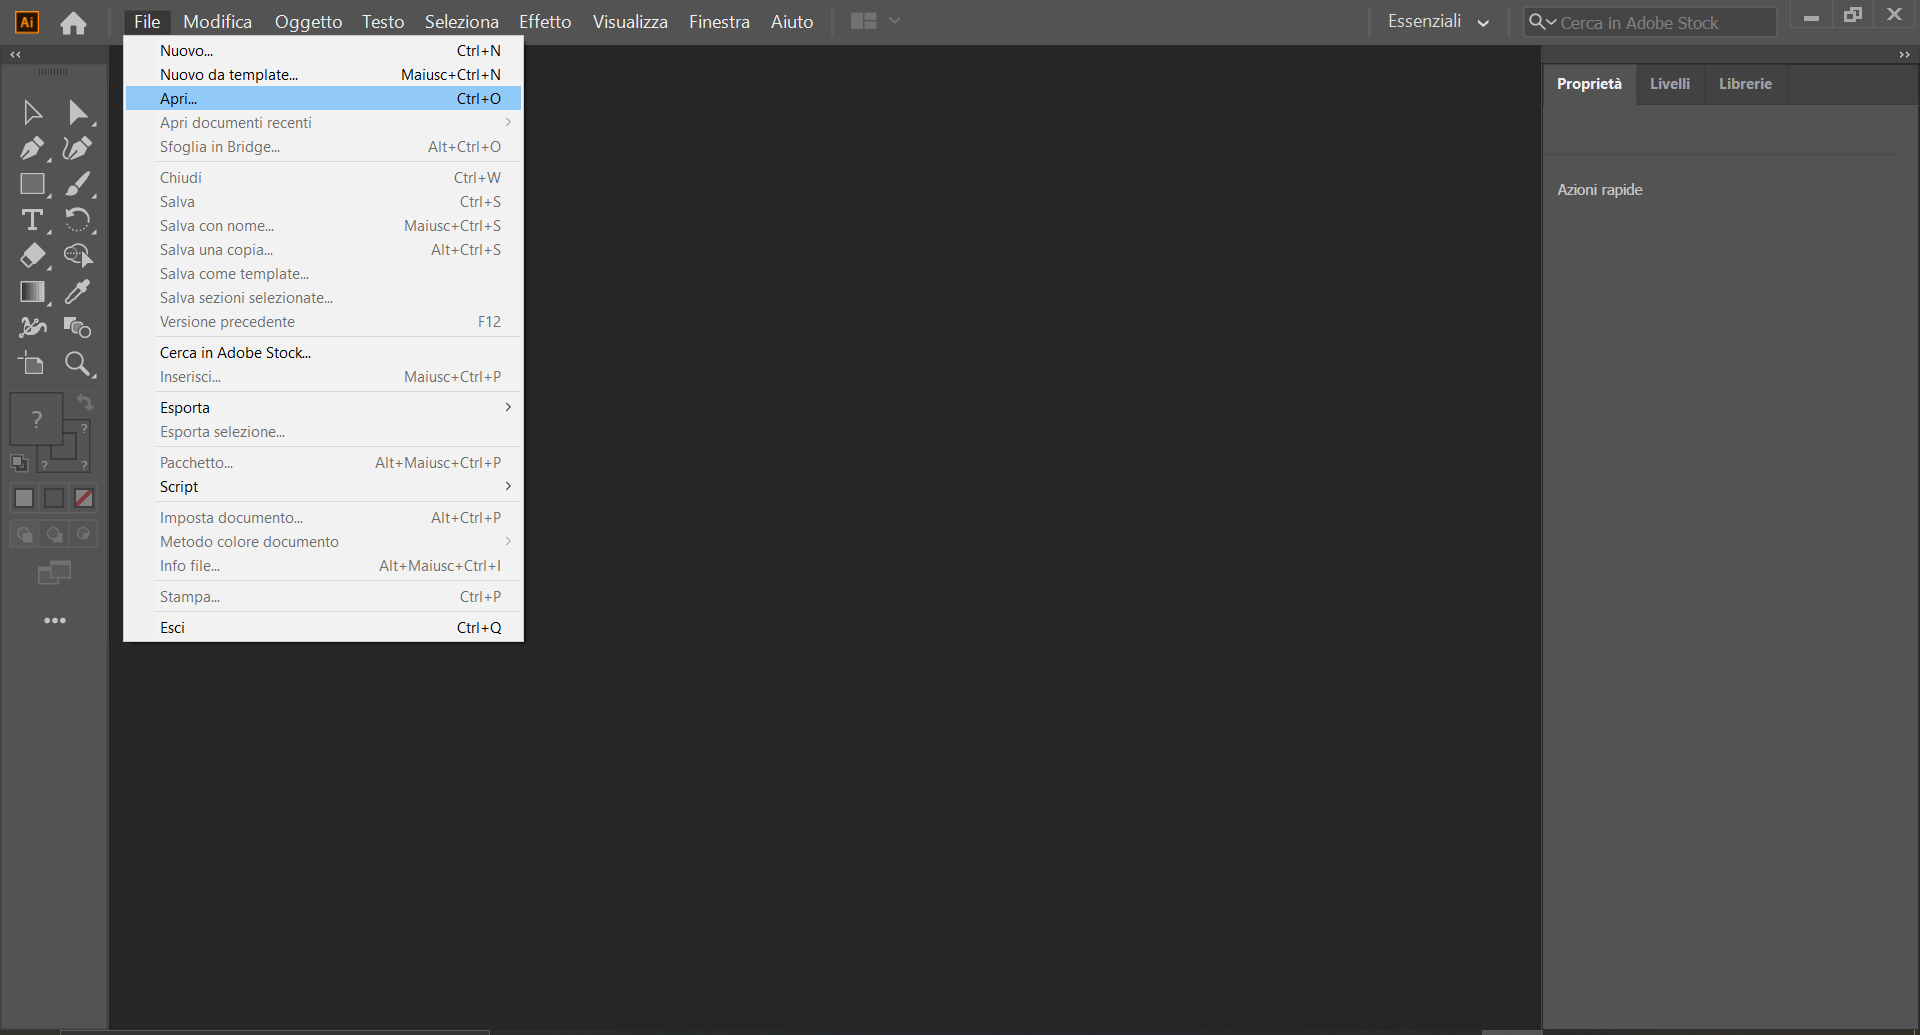 Ai File Modifica Oggetto Testo Seleziona Effetto Visualizza Finestra Aiuto Essenziali Cerca in Adobe Stock
Nuovo... Ctrl+N
Nuovo da template... Maiusc+Ctrl+N
Apri... Ctrl+O
Apri documenti recenti
Sfoglia in Bridge... Alt+Ctrl+O
Chiudi Ctrl+W
Salva Ctrl+S
Salva con nome... Maiusc+Ctrl+S
Salva una copia... Alt+Ctrl+S
Salva come template...
Salva sezioni selezionate...
Versione precedente F12
Cerca in Adobe Stock...
Inserisci... Maiusc+Ctrl+P
Esporta
Esporta selezione...
Pacchetto... Alt+Maiusc+Ctrl+P
Script
Imposta documento... Alt+Ctrl+P
Metodo colore documento
Info file... Alt+Maiusc+Ctrl+I
Stampa... Ctrl+P
Esci Ctrl+Q
T
?
?
? ?
Proprietà Livelli Librerie
Azioni rapide